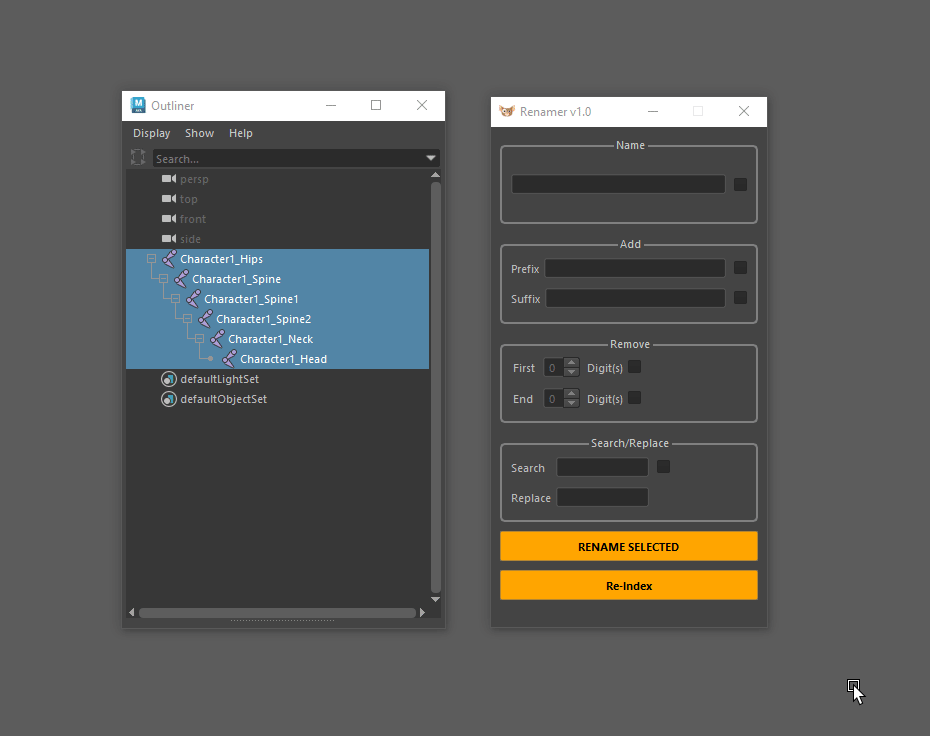 Outliner
Display Show Help
Search...
persp
top
front
side
Character1_Hips
Character1_Spine
Character1_Spine1
Character1_Spine2
Character1_Neck
Character1_Head
defaultLightSet
defaultObjectSet
Renamer v1.0
Name
Add
Prefix
Suffix
Remove
First 0 Digit(s)
End 0 Digit(s)
Search/Replace
Search
Replace
RENAME SELECTED
Re-Index